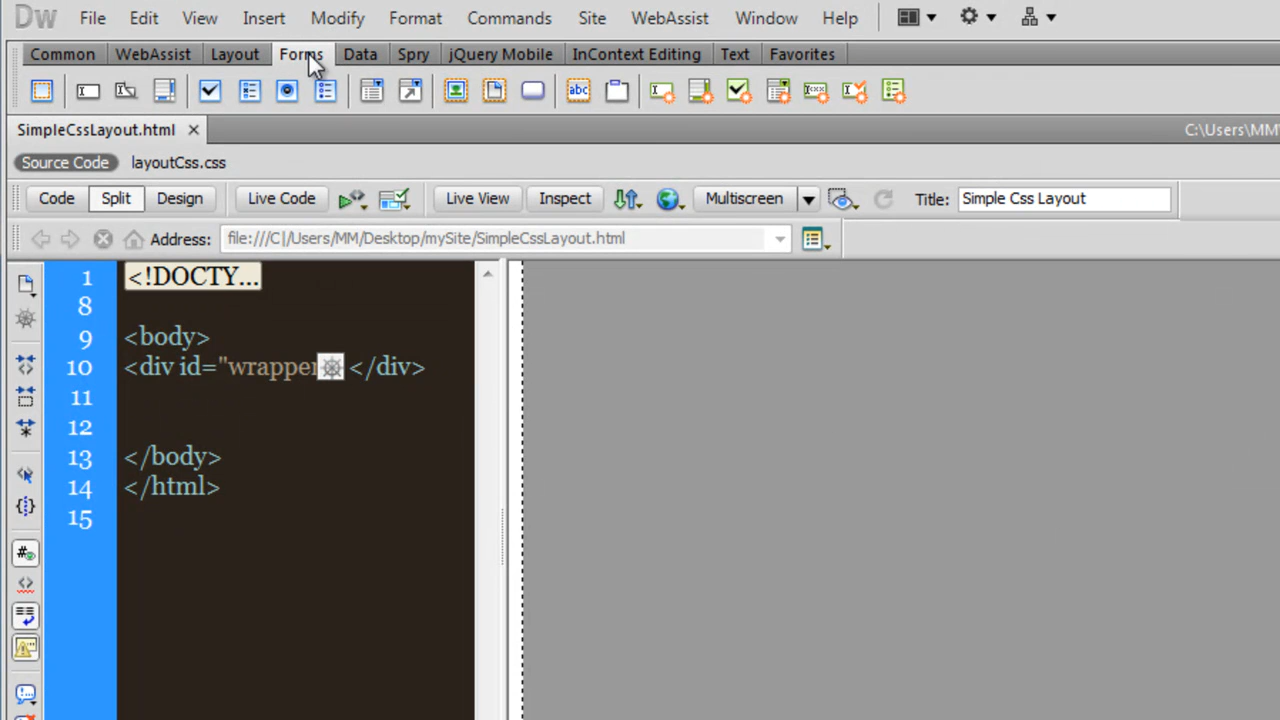 Dw File Edit View Insert Modify Format Commands Site WebAssist Window Help
Common WebAssist Layout Forms Data Spry jQuery Mobile InContext Editing Text Favorites
abc
SimpleCssLayout.html × C:\Users\MM\
Source Code layoutCss.css
Code Split Design Live Code Live View Inspect Multiscreen Title: Simple Css Layout
Address: file:///C|/Users/MM/Desktop/mySite/SimpleCssLayout.html
1 <!DOCTY...
8
9 <body>
10 <div id="wrapper </div>
11
12
13 </body>
14 </html>
15